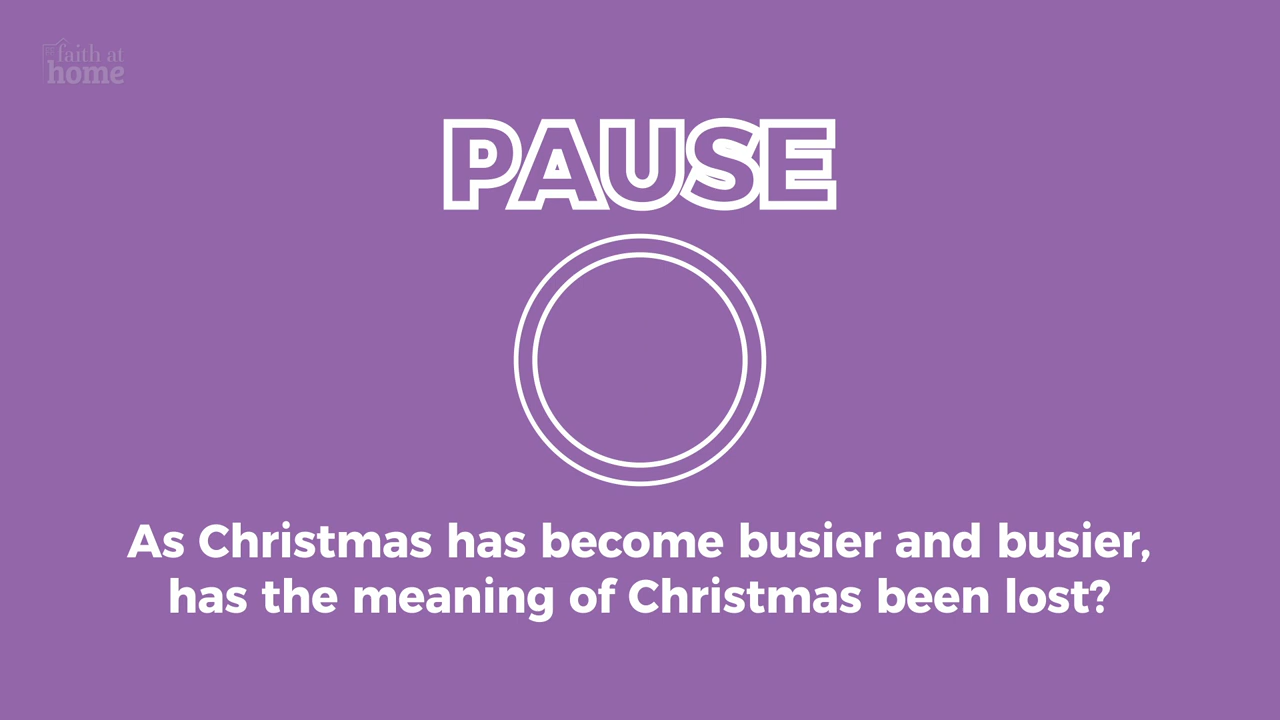 faith at
home
PAUSE
As Christmas has become busier and busier,
has the meaning of Christmas been lost?